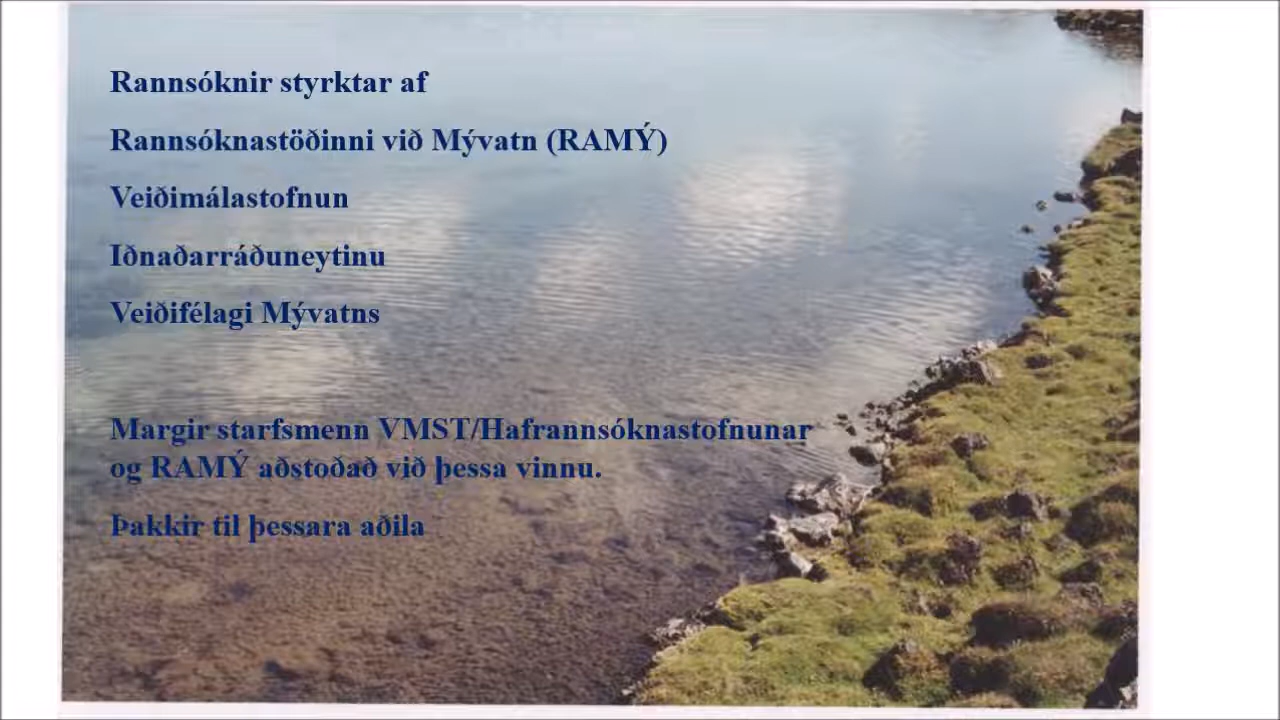 Rannsóknir styrktar af
Rannsóknastöðinni við Mývatn (RAMÝ)
Veiðimálastofnun
Iðnaðarráðuneytinu
Veiðifélagi Mývatns
Margir starfsmenn VMST/Hafrannsóknastofnunar
og RAMÝ aðstoðað við þessa vinnu.
Þakkir til þessara aðila